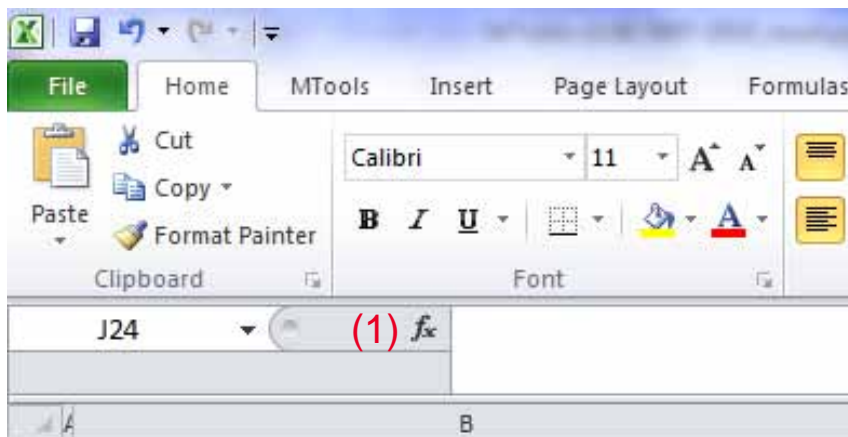 File Home MTools Insert Page Layout Formulas
Cut
Calibri 11 A A
Copy
Paste B I U A
Format Painter
Clipboard Font
J24 (1) fx
A B